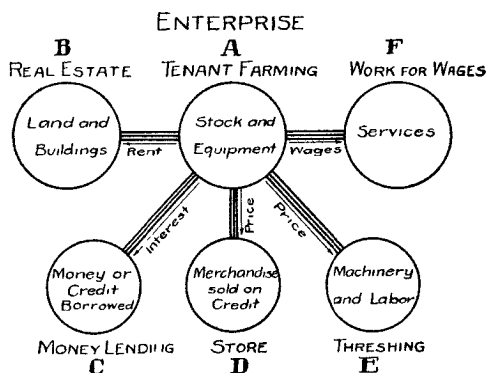 ENTERPRISE
B A F
REAL ESTATE TENANT FARMING WORK FOR WAGES
Land and
Buildings
Rent
Stock and
Equipment
Wages
Services
Interest
Price
Price
Money or
Credit
Borrowed
Merchandise
sold on
Credit
Machinery
and Labor
MONEY LENDING STORE THRESHING
C D E